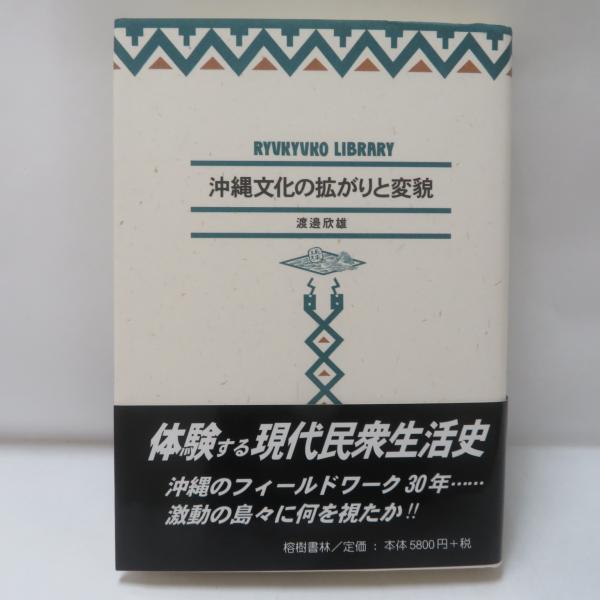 RYUKYUKO LIBRARY
沖縄文化の拡がりと変貌
渡邊欣雄
体験する現代民衆生活史
沖縄のフィールドワーク30年……
激動の島々に何を視たか!!
榕樹書林/定価：本体5800円+税